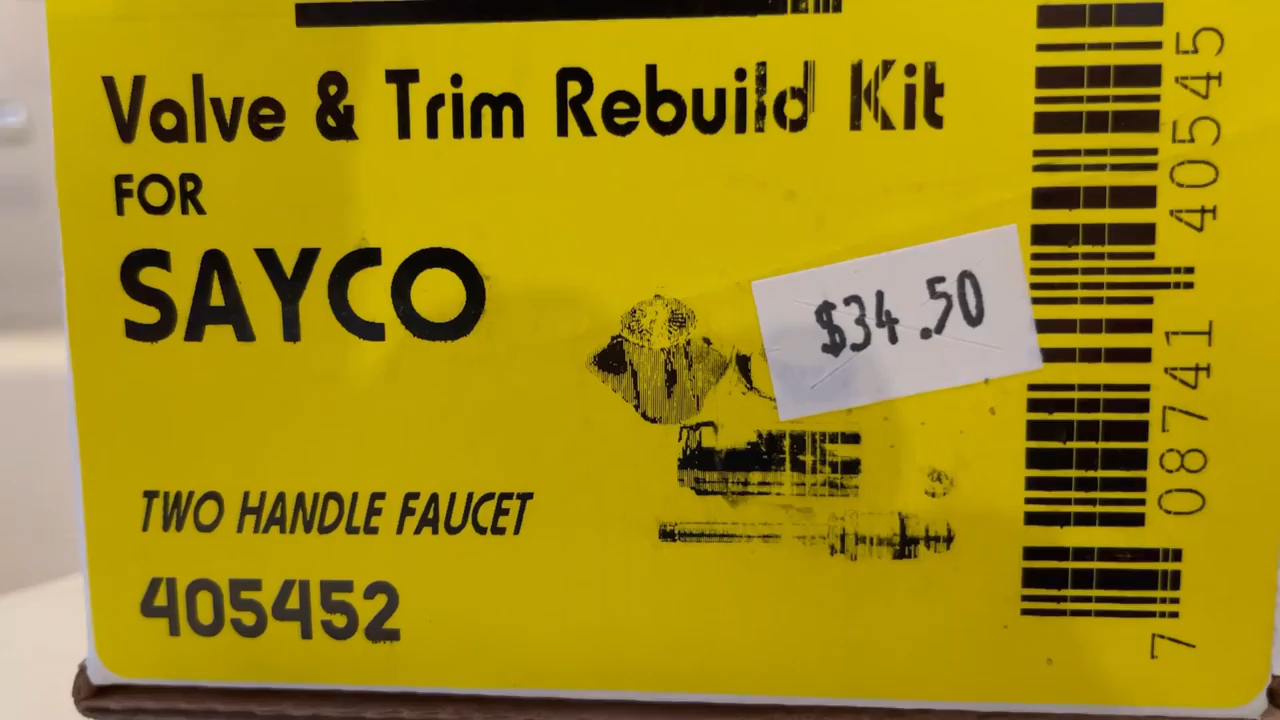 Valve & Trim Rebuild Kit
FOR
SAYCO
$34.50
TWO HANDLE FAUCET
405452
7 08741 40545